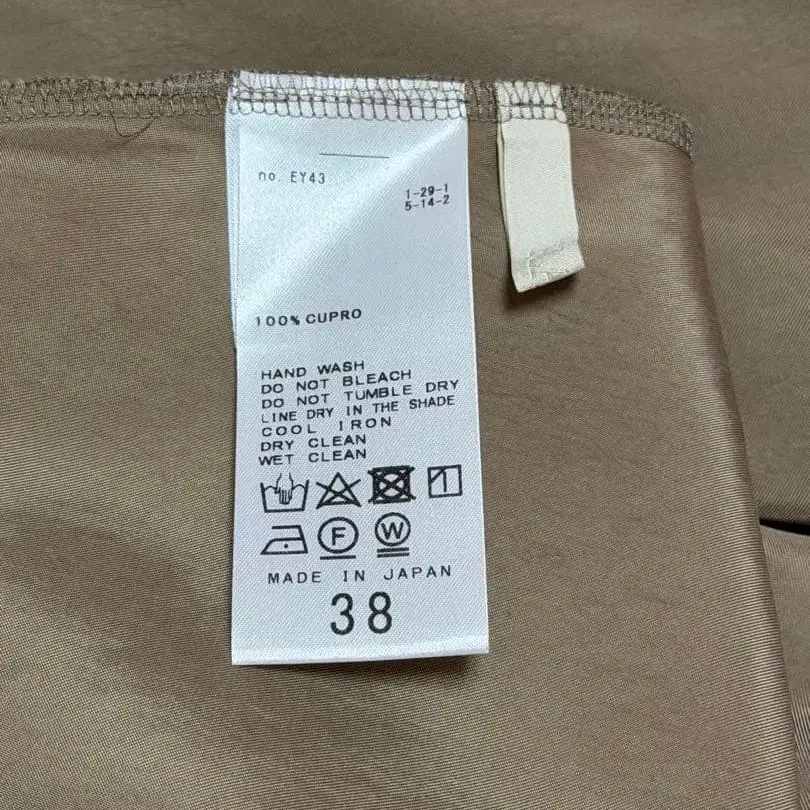 no. EY43
1-29-1
5-14-2
100% CUPRO
HAND WASH
DO NOT BLEACH
DO NOT TUMBLE DRY
LINE DRY IN THE SHADE
COOL IRON
DRY CLEAN
WET CLEAN
F W
MADE IN JAPAN
38